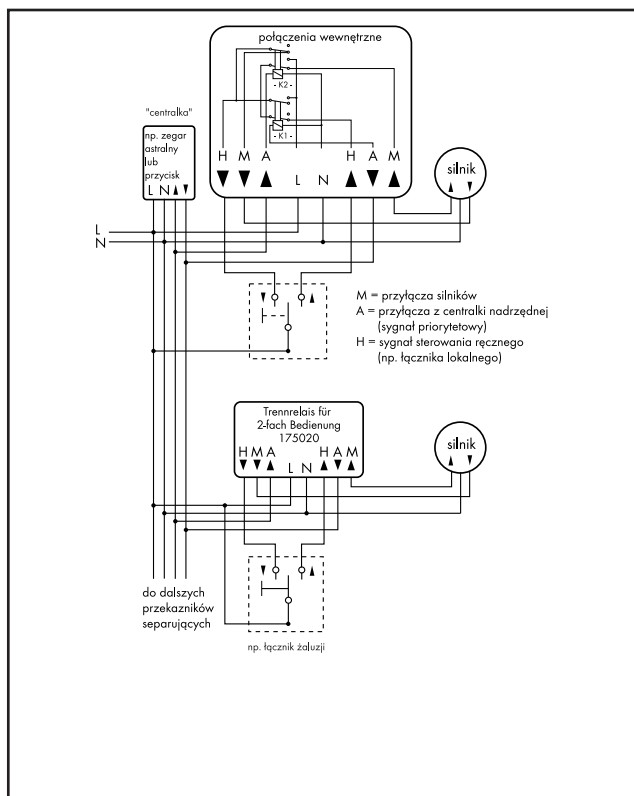 połączenia wewnętrzne
- K2 -
- K1 -
H M A L N H A M
"centralka"
np. zegar
astralny
lub
przycisk
L N
silnik
L
N
M = przyłącza silników
A = przyłącza z centralki nadrzędnej
(sygnał priorytetowy)
H = sygnał sterowania ręcznego
(np. łącznika lokalnego)
Trennrelais für
2-fach Bedienung
175020
H M A L N H A M
silnik
do dalszych
przekaźników
separujących
np. łącznik żaluzji